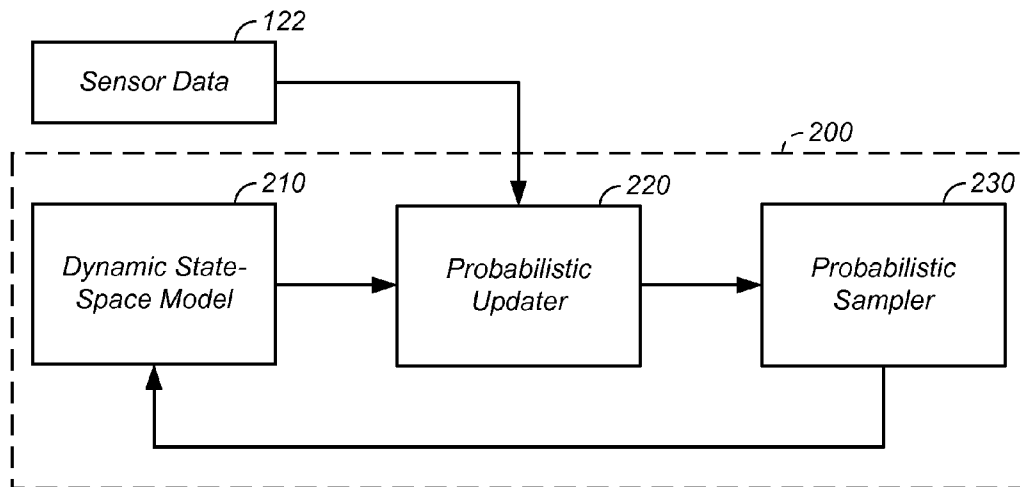 122
Sensor Data
200
210
220
230
Dynamic State-
Space Model
Probabilistic
Updater
Probabilistic
Sampler